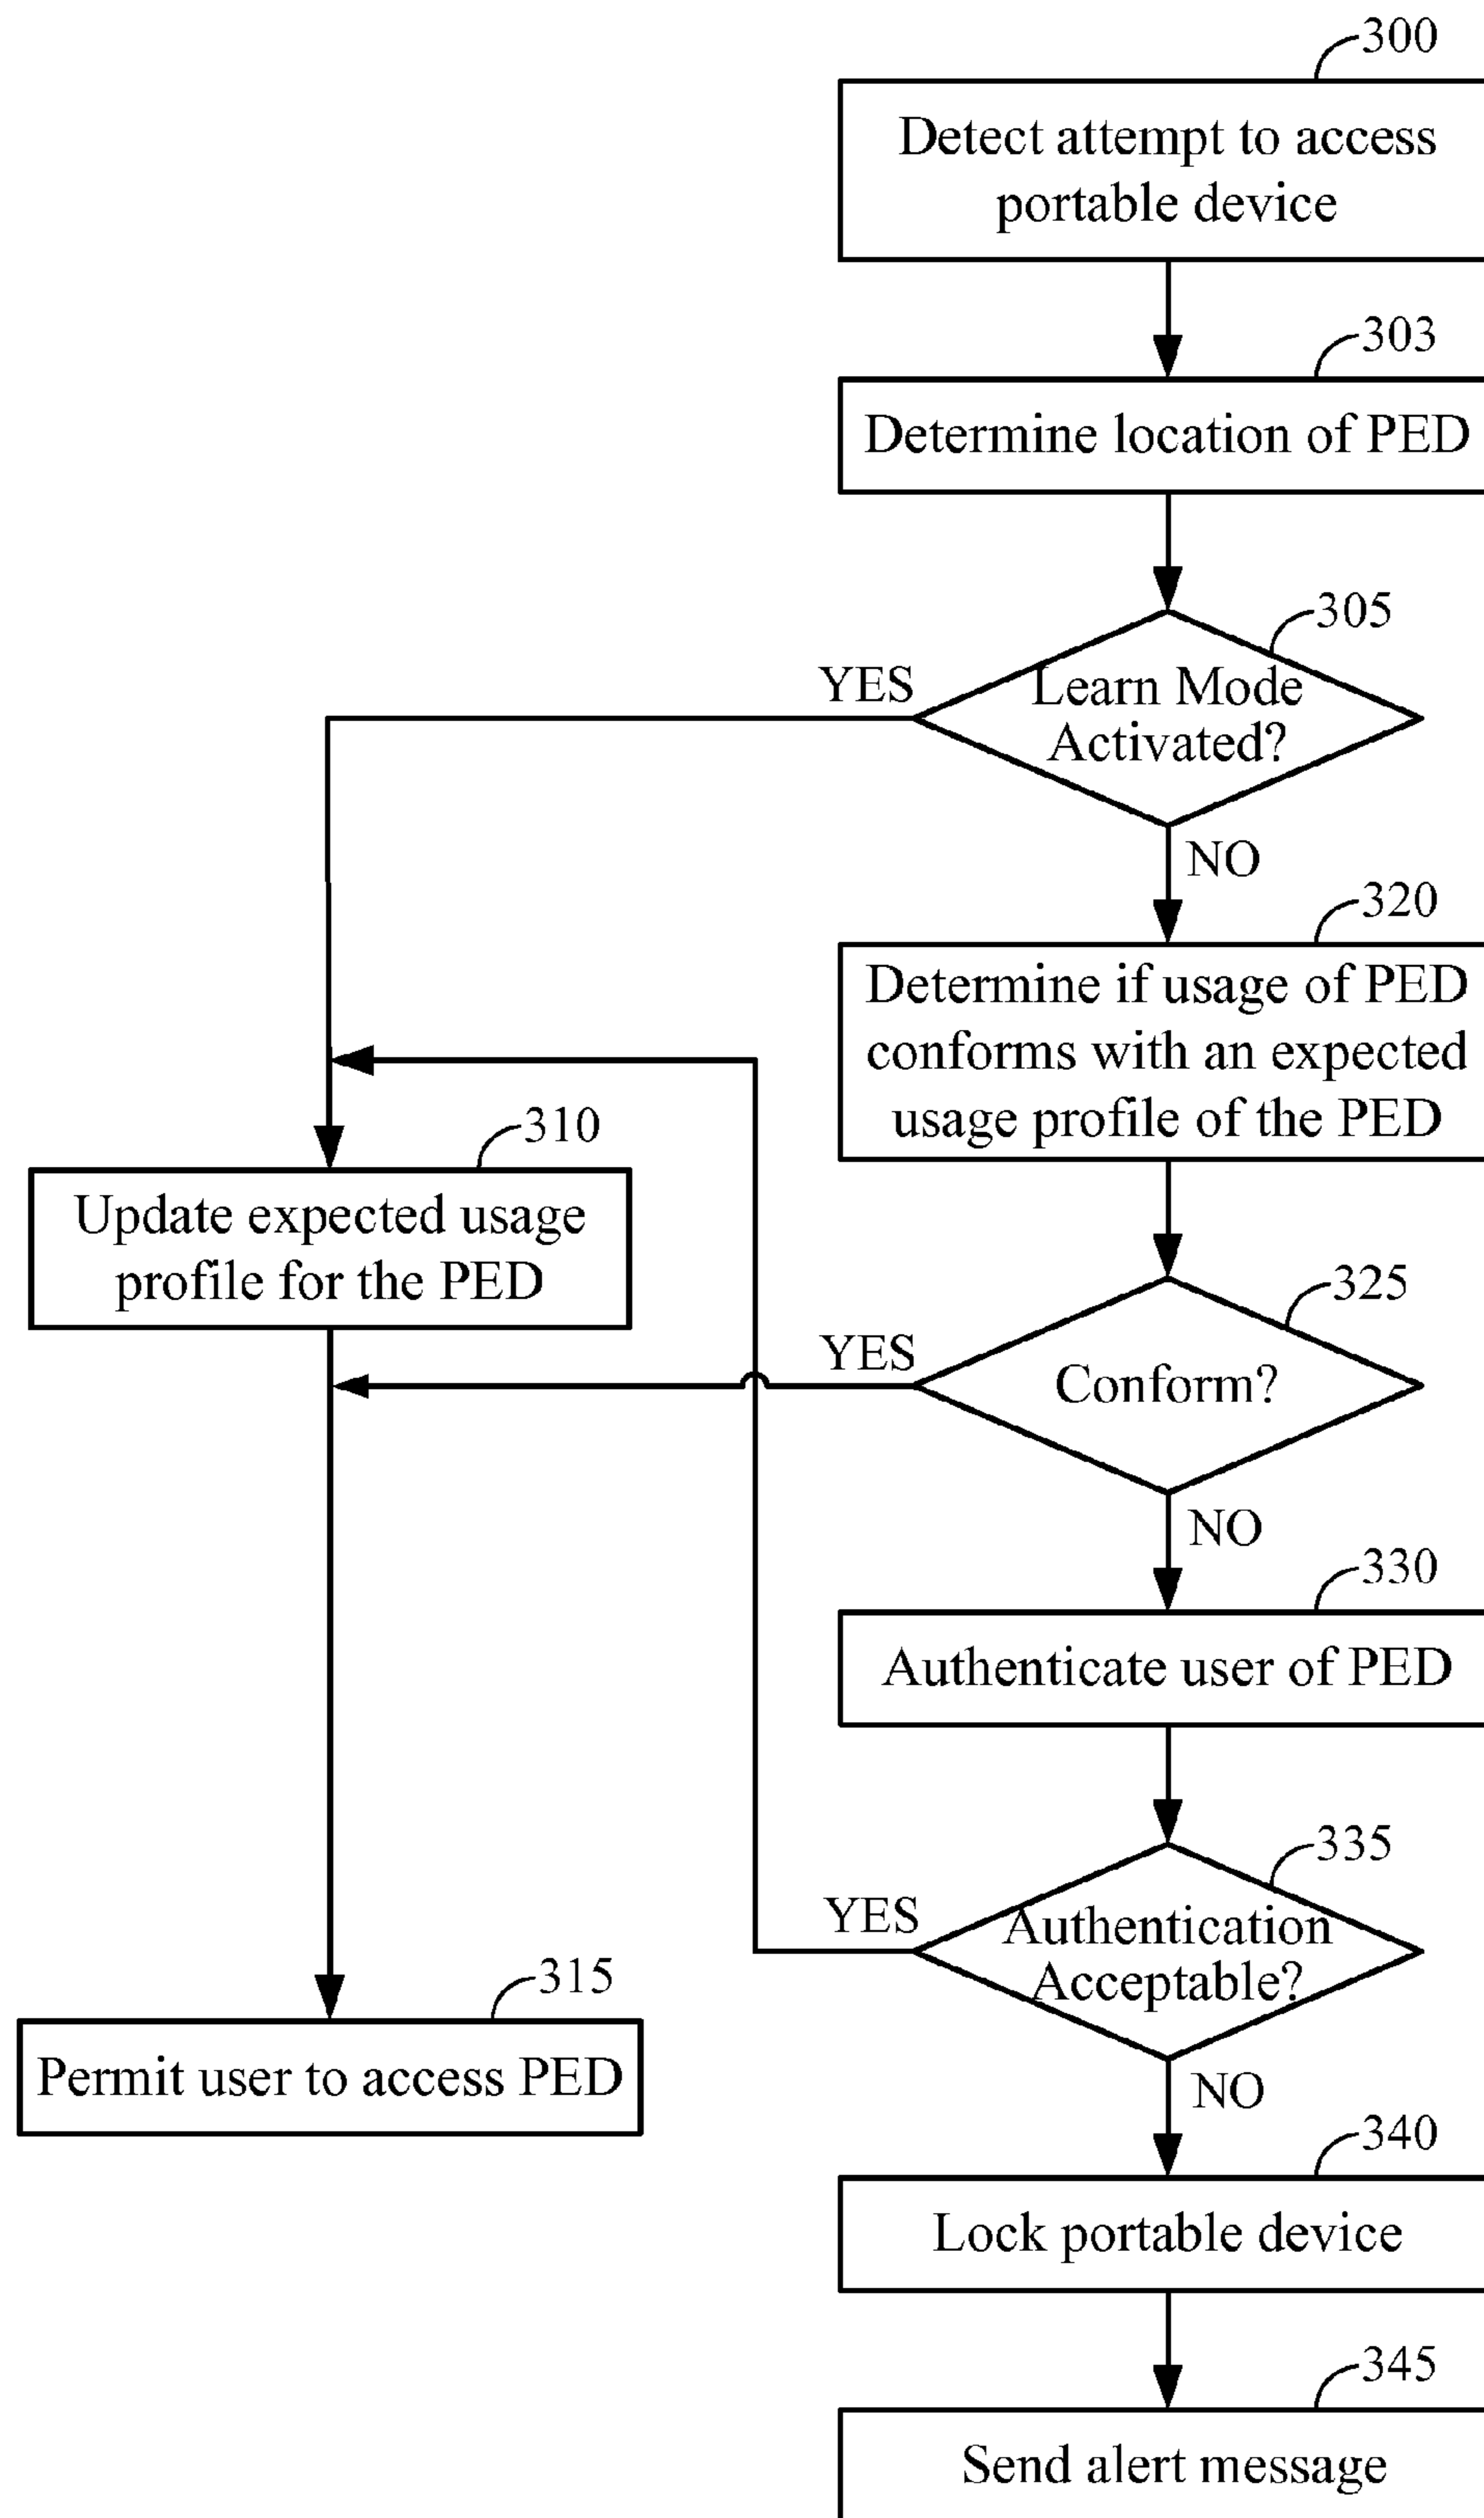 300
Detect attempt to access
portable device
303
Determine location of PED
305
YES
Learn Mode
Activated?
NO
320
Determine if usage of PED
conforms with an expected
usage profile of the PED
310
Update expected usage
profile for the PED
325
YES
Conform?
NO
330
Authenticate user of PED
335
YES
Authentication
Acceptable?
315
Permit user to access PED
NO
340
Lock portable device
345
Send alert message